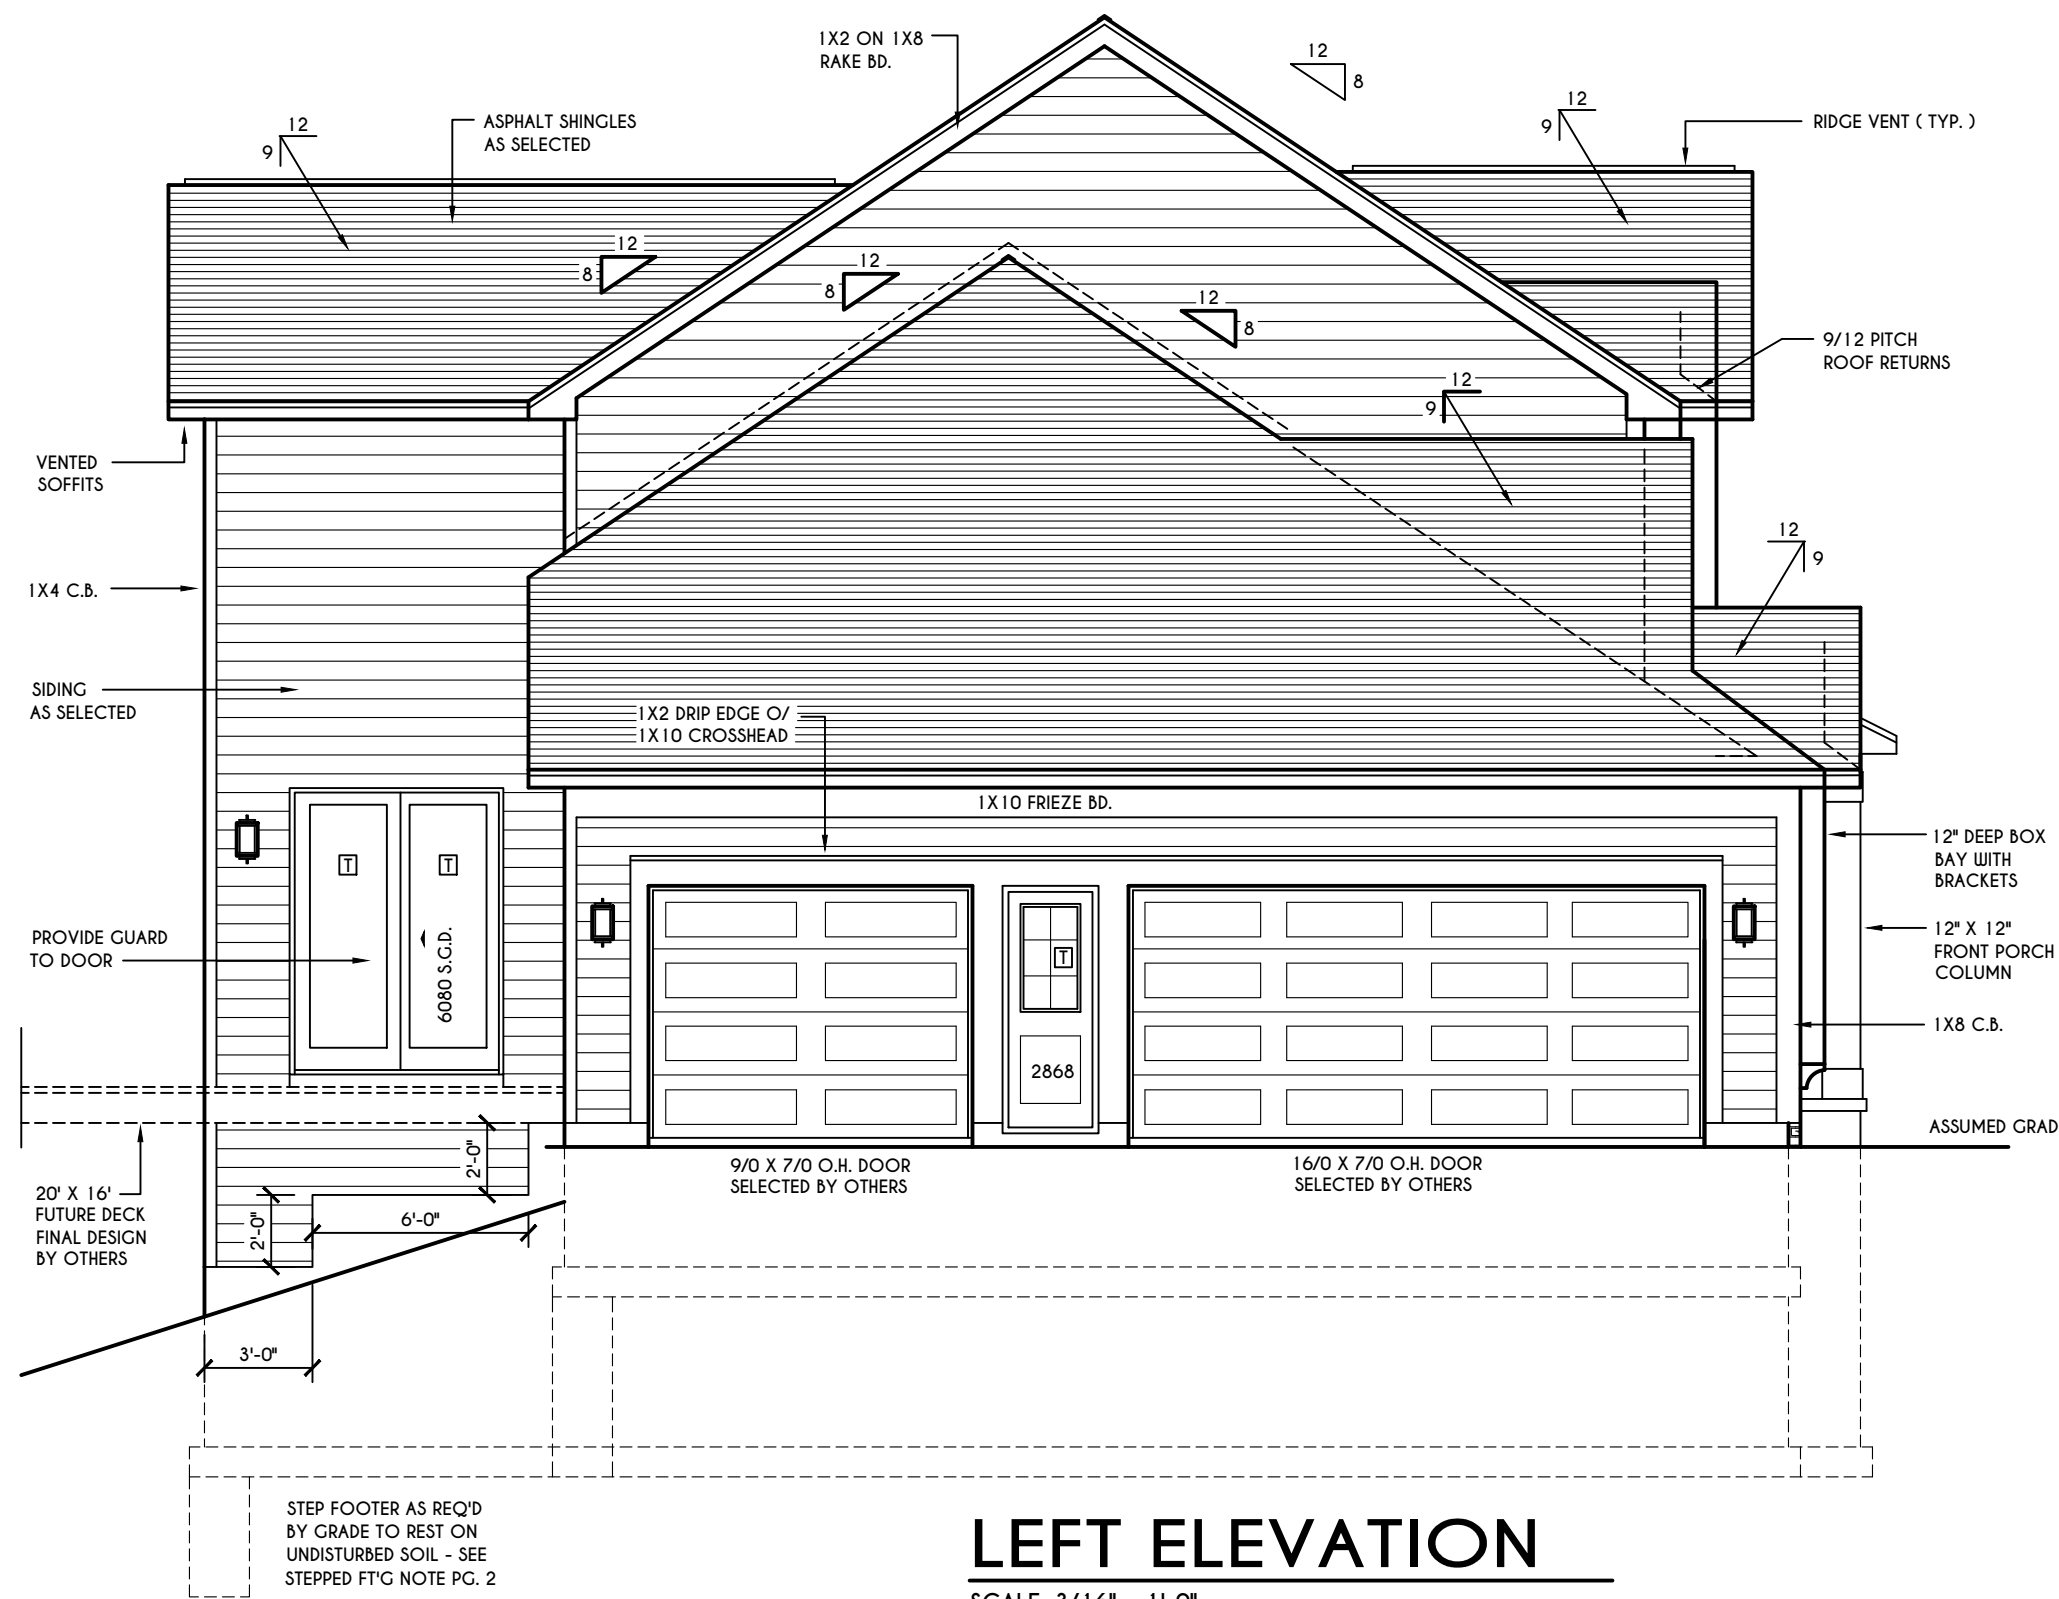 1X2 ON 1X8
RAKE BD.
12
8
12
9
ASPHALT SHINGLES
AS SELECTED
12
9
RIDGE VENT ( TYP. )
12
8
12
8
12
8
9/12 PITCH
ROOF RETURNS
12
9
VENTED
SOFFITS
12
9
1X4 C.B.
SIDING
AS SELECTED
1X2 DRIP EDGE O/
1X10 CROSSHEAD
1X10 FRIEZE BD.
12" DEEP BOX
BAY WITH
BRACKETS
T
T
PROVIDE GUARD
TO DOOR
6080 S.G.D.
T
12" X 12"
FRONT PORCH
COLUMN
1X8 C.B.
2868
ASSUMED GRAD
2'-0"
9/0 X 7/0 O.H. DOOR
SELECTED BY OTHERS
16/0 X 7/0 O.H. DOOR
SELECTED BY OTHERS
20' X 16'
FUTURE DECK
FINAL DESIGN
BY OTHERS
2'-0"
6'-0"
3'-0"
STEP FOOTER AS REQ'D
BY GRADE TO REST ON
UNDISTURBED SOIL - SEE
STEPPED FT'G NOTE PG. 2
LEFT ELEVATION